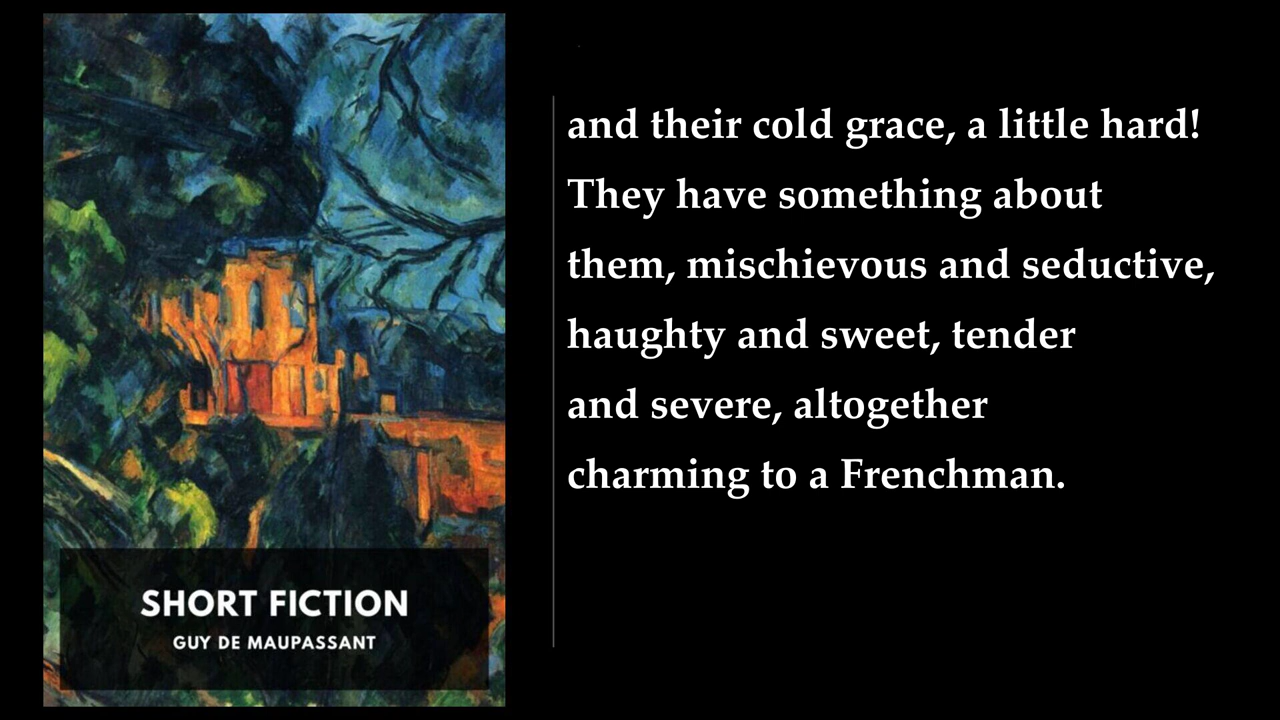 SHORT FICTION
GUY DE MAUPASSANT
and their cold grace, a little hard!
They have something about
them, mischievous and seductive,
haughty and sweet, tender
and severe, altogether
charming to a Frenchman.